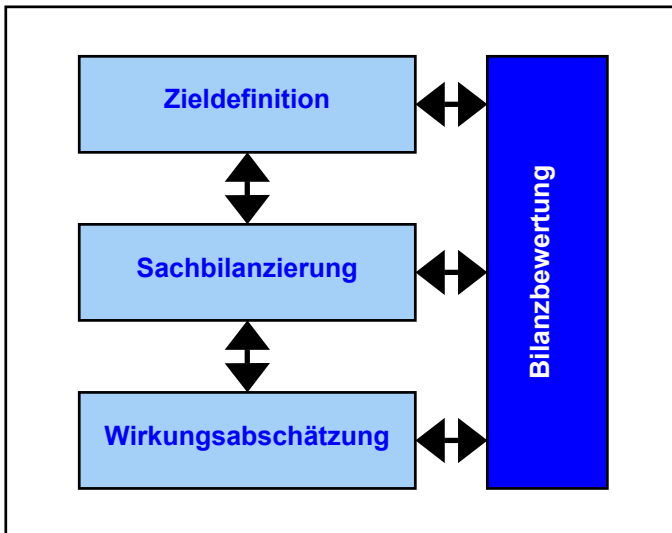 Zieldefinition
Sachbilanzierung
Wirkungsabschätzung
Bilanzbewertung